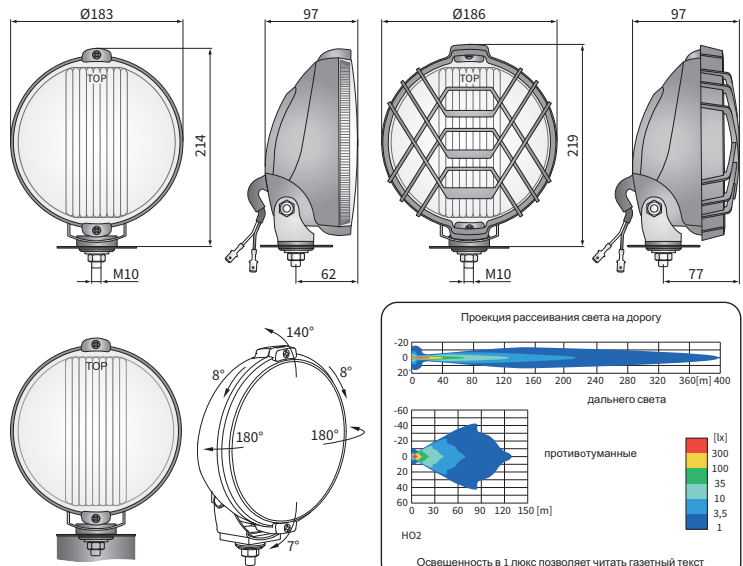 Ø183
97
Ø186
97
TOP
TOP
214
219
M10
62
M10
77
140°
8°
8°
TOP
180°
180°
7°
Проекция рассеивания света на дорогу
-20
0
20
0 40 80 120 160 200 240 280 320 360[m] 400
дальнего света
-60
-40
-20
0
20
40
60
0 30 60 90 120 150 [m]
противотуманные
[lx]
300
100
35
10
3,5
1
HO2
Освещенность в 1 люкс позволяет читать газетный текст